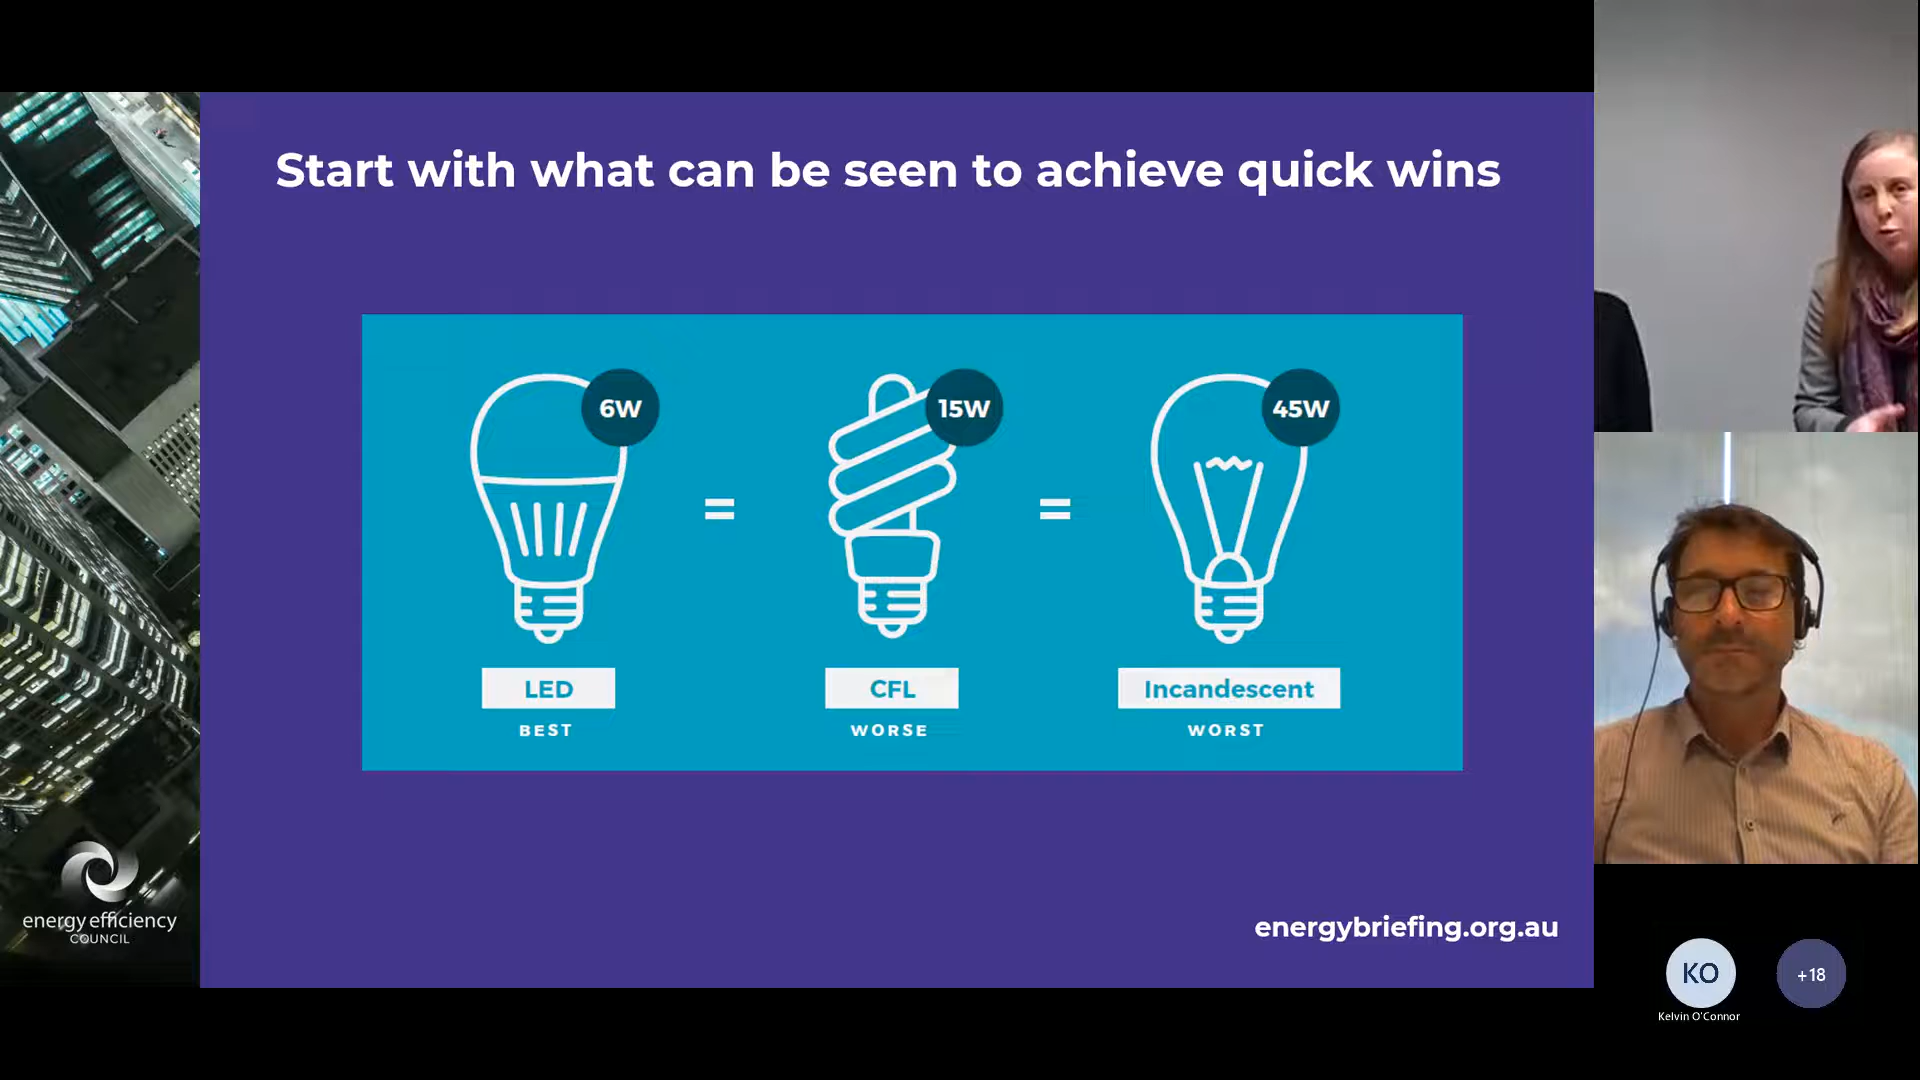 Start with what can be seen to achieve quick wins
6W
15W
45W
=
=
LED
CFL
Incandescent
BEST
WORSE
WORST
energy efficiency
COUNCIL
energybriefing.org.au
KO
+18
Kelvin O'Connor